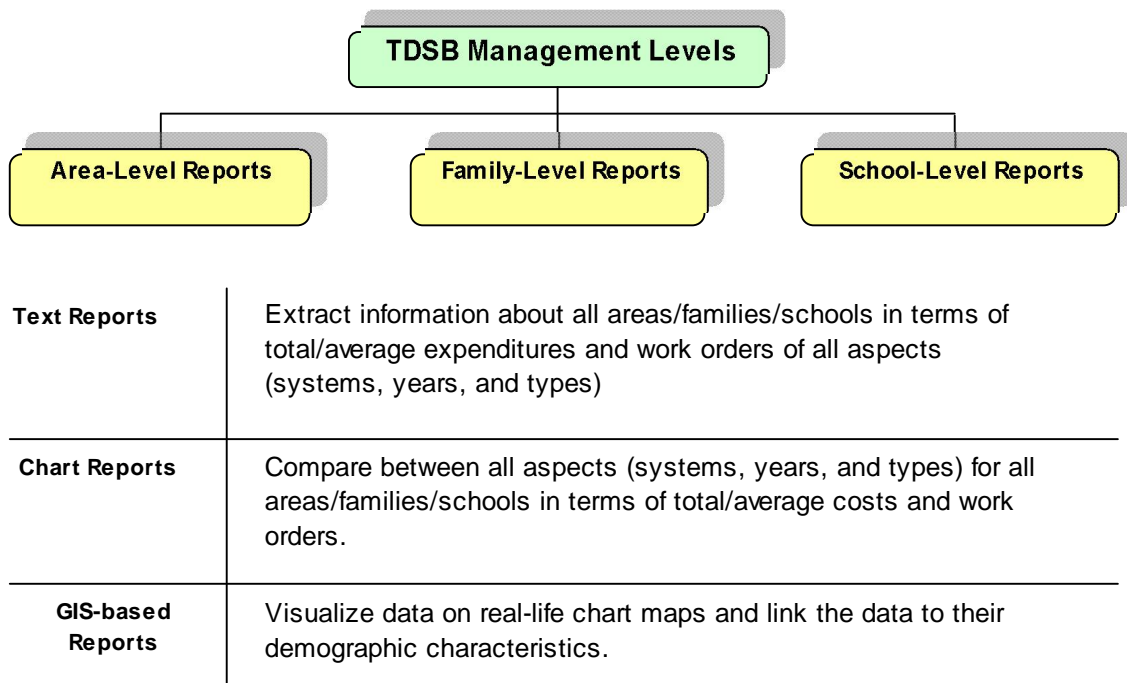 TDSB Management Levels
Area-Level Reports
Family-Level Reports
School-Level Reports
Text Reports
Extract information about all areas/families/schools in terms of
total/average expenditures and work orders of all aspects
(systems, years, and types)
Chart Reports
Compare between all aspects (systems, years, and types) for all
areas/families/schools in terms of total/average costs and work
orders.
GIS-based
Reports
Visualize data on real-life chart maps and link the data to their
demographic characteristics.